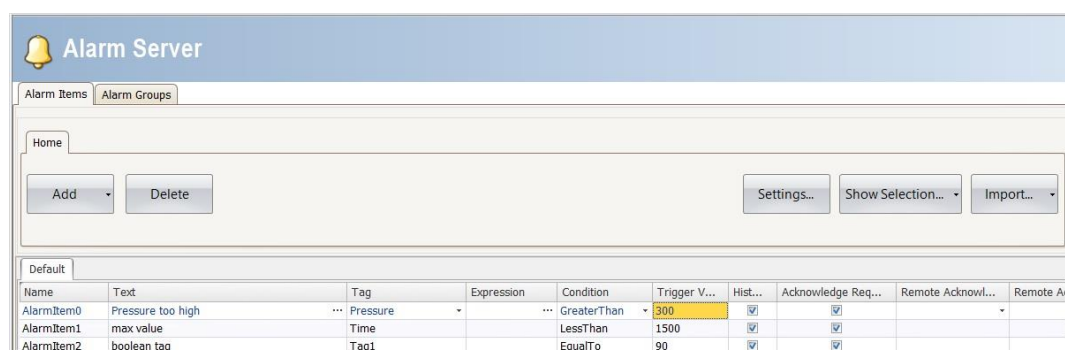 Alarm Server
Alarm Items Alarm Groups
Home
Add Delete Settings... Show Selection... Import...
Default
Name Text Tag Expression Condition Trigger V... Hist... Acknowledge Req... Remote Acknowl... Remote A
AlarmItem0 Pressure too high ... Pressure ... GreaterThan 300
AlarmItem1 max value Time LessThan 1500
AlarmItem2 boolean tag Tag1 EqualTo 90